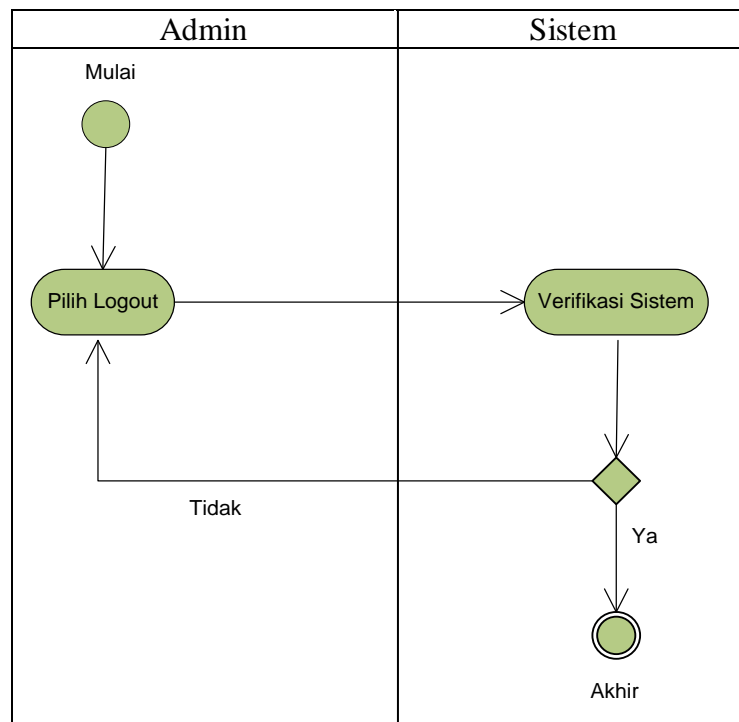 Admin
Sistem
Mulai
Pilih Logout
Verifikasi Sistem
Tidak
Ya
Akhir